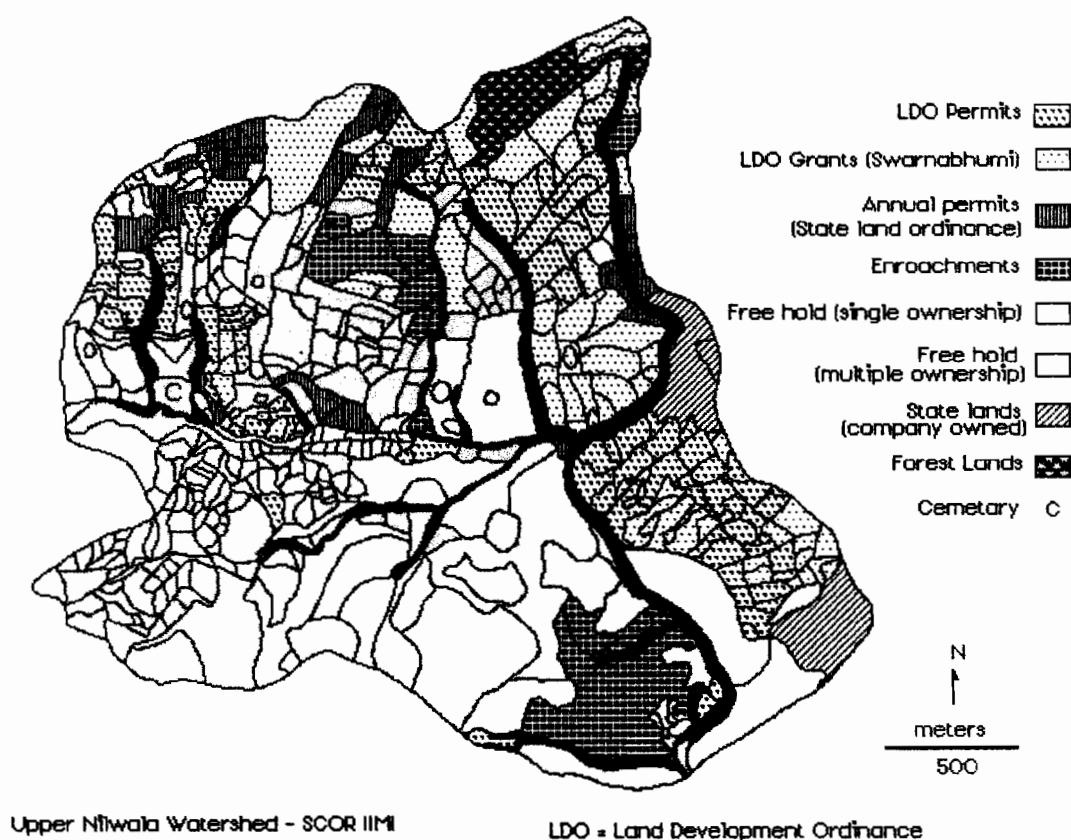 LDO Permits
LDO Grants (Swarnabhumi)
Annual permits
(State land ordinance)
Enroachments
Free hold (single ownership)
Free hold
(multiple ownership)
State lands
(company owned)
Forest Lands
Cemetary C
C
N
meters
500
Upper Nilwala Watershed - SCOR IIMI
LDO = Land Development Ordinance